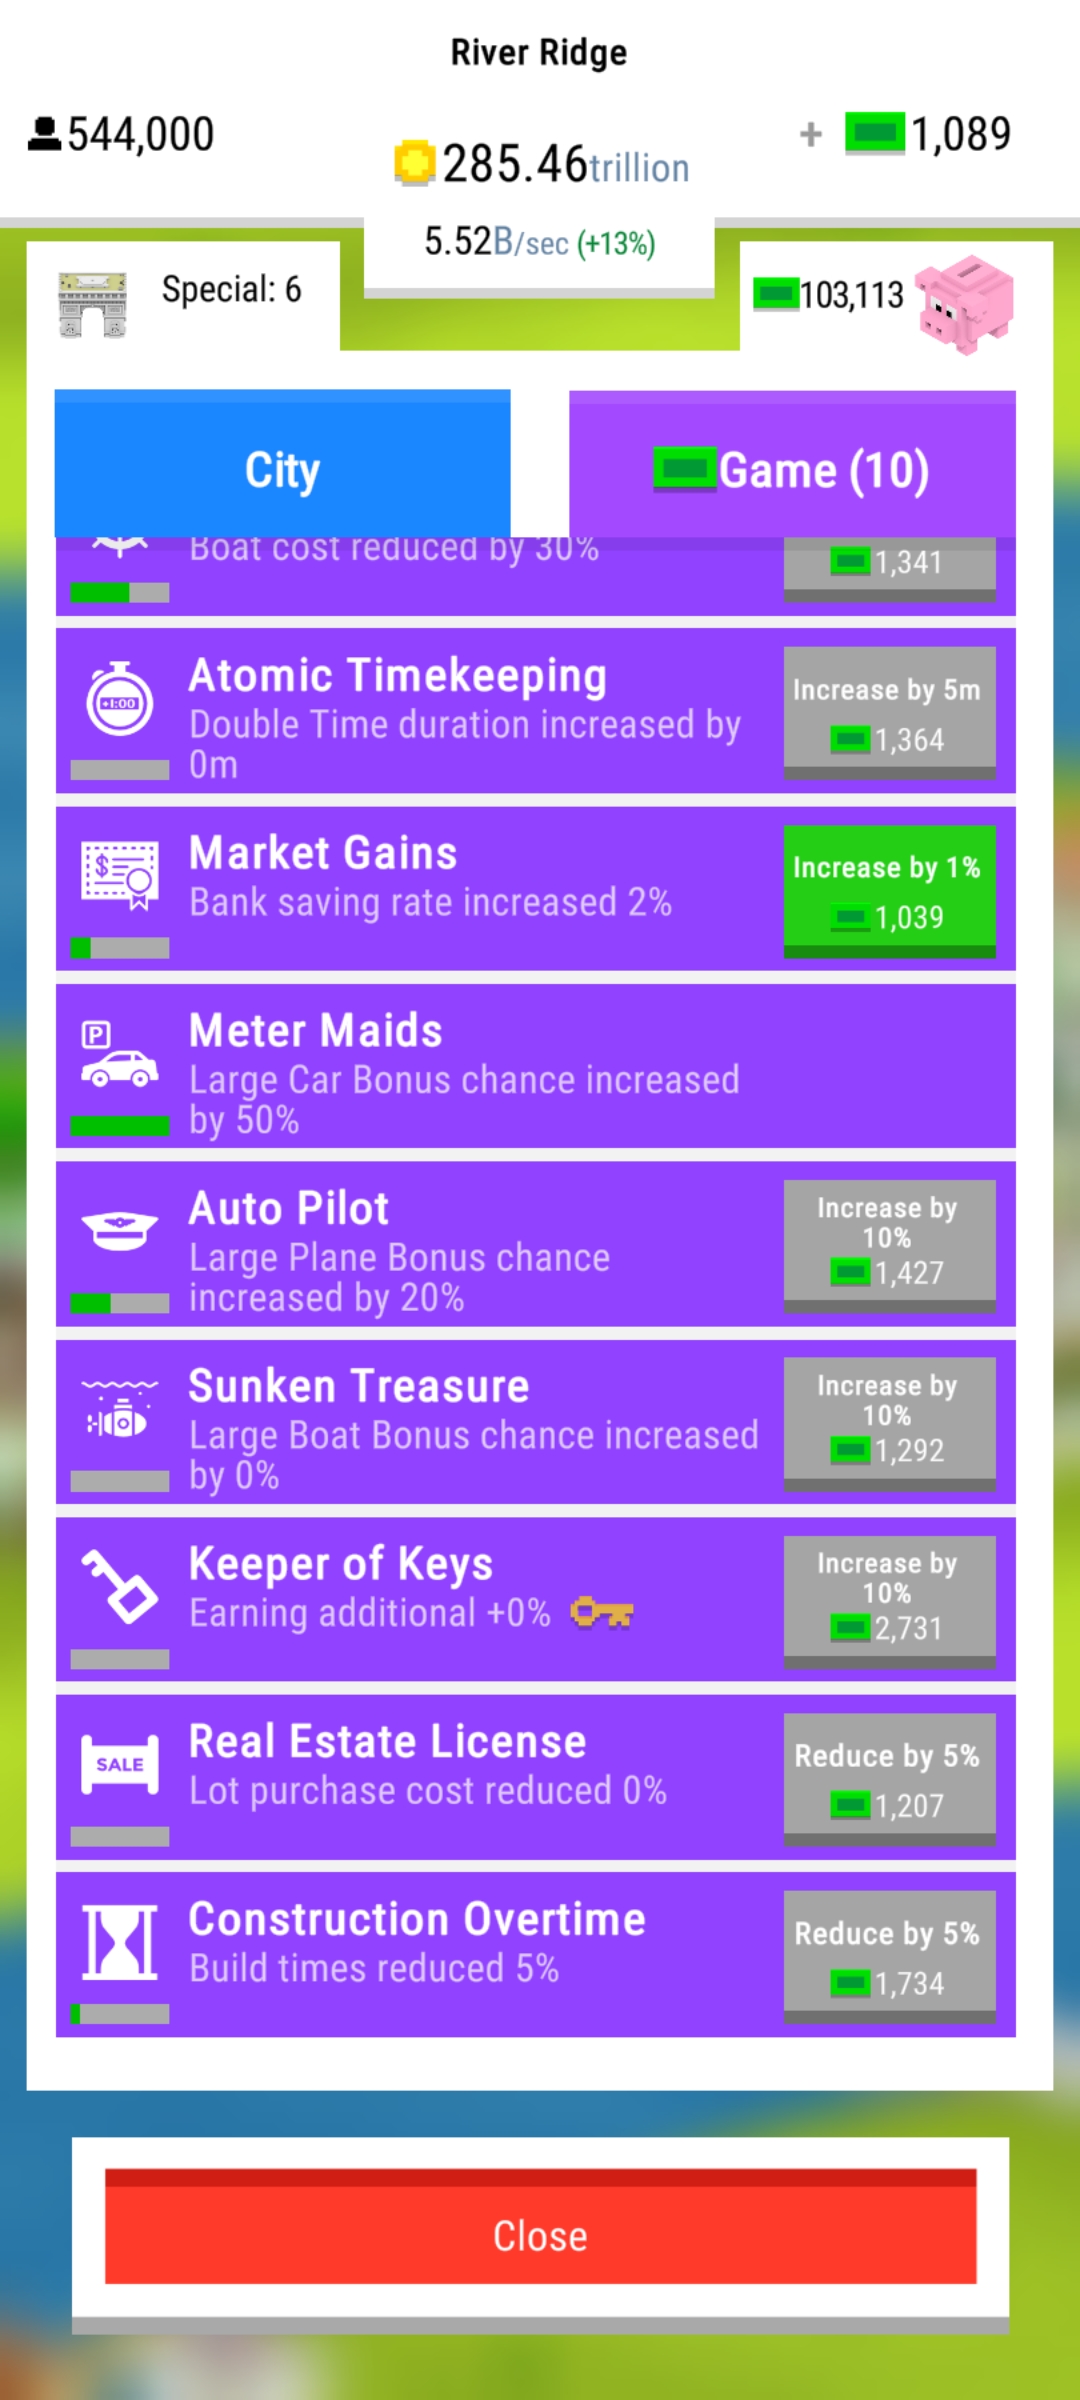 River Ridge
544,000
285.46trillion
+ 1,089
5.52B/sec (+13%)
Special: 6
103,113
City
Game (10)
Boat cost reduced by 30%
1,341
Atomic Timekeeping
Double Time duration increased by
0m
Increase by 5m
1,364
+1:00
Market Gains
Bank saving rate increased 2%
Increase by 1%
1,039
$
Meter Maids
Large Car Bonus chance increased
by 50%
P
Auto Pilot
Large Plane Bonus chance
increased by 20%
Increase by
10%
1,427
Sunken Treasure
Large Boat Bonus chance increased
by 0%
Increase by
10%
1,292
Keeper of Keys
Earning additional +0%
Increase by
10%
2,731
Real Estate License
Lot purchase cost reduced 0%
SALE
Reduce by 5%
1,207
Construction Overtime
Build times reduced 5%
Reduce by 5%
1,734
Close